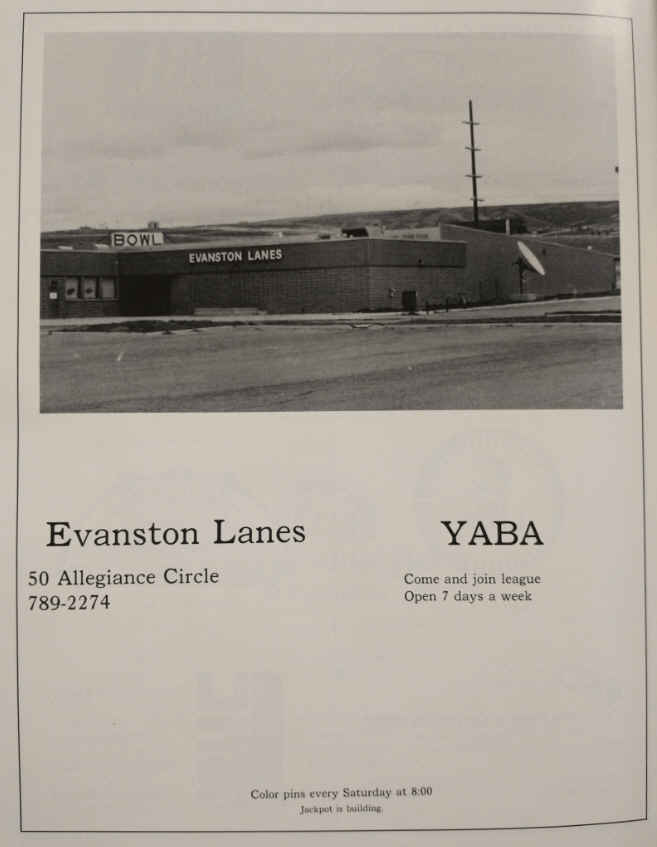 BOWL
EVANSTON LANES
Evanston Lanes
50 Allegiance Circle
789-2274
YABA
Come and join league
Open 7 days a week
Color pins every Saturday at 8:00
Jackpot is building.